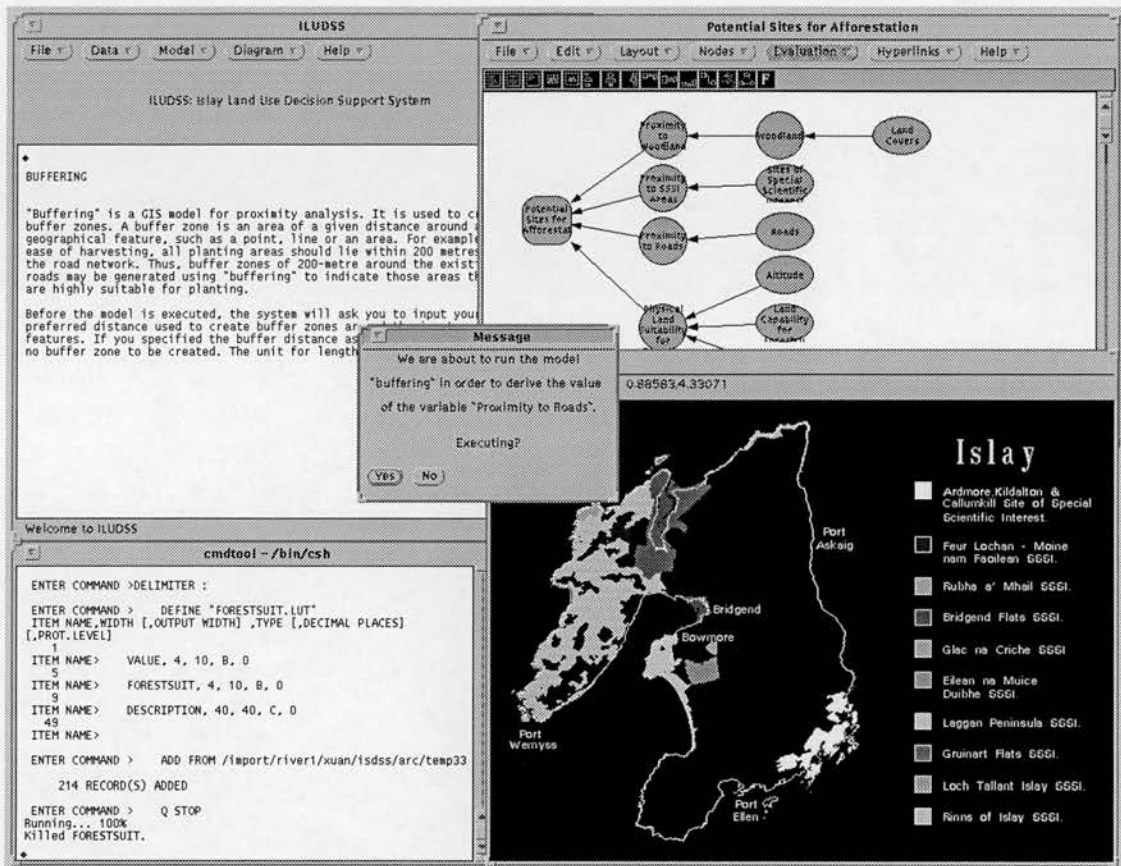 ILUDSS
File
Data
Model
Diagram
Help
ILUDSS: Islay Land Use Decision Support System
BUFFERING
"Buffering" is a GIS model for proximity analysis. It is used to
buffer zones. A buffer zone is an area of a given distance around
geographical feature, such as a point, line or an area. For example
ease of harvesting, all planting areas should lie within 200 metres
the road network. Thus, buffer zones of 200-metre around the
roads may be generated using "buffering" to indicate those areas
are highly suitable for planting.
Before the model is executed, the system will ask you to input
preferred distance used to create buffer zones
features. If you specified the buffer distance as
no buffer zone to be created. The unit for length
Welcome to ILUDSS
Potential Sites for Afforestation
File
Edit
Layout
Nodes
Evaluation
Hyperlinks
Help
F
Proximity
to
Woodland
Woodland
Land
Covers
Proximity
to SSSI
Areas
Sites of
Special
Scientific
Potential
Sites for
Afforestat
Proximity
to Roads
Roads
Altitude
Physical
Land
Suitability
for
Land
Capability
for
Message
We are about to run the model
"buffering" in order to derive the value
of the variable "Proximity to Roads".
Executing?
Yes
No
0.88583,4.33071
Islay
Ardmore,Kildalton &
Callumkill Site of Special
Scientific Interest.
Feur Lochan - Moine
nam Faoilean SSSI.
Rubha a' Mhail SSSI.
Bridgend Flats SSSI.
Glac na Criche SSSI
Eilean na Muice
Duibhe SSSI.
Laggan Peninsula SSSI.
Gruinart Flats SSSI.
Loch Tallant Islay SSSI.
Rinns of Islay SSSI.
Port
Askaig
Bridgend
Bowmore
Port
Wemyss
Port
Ellen
cmdtool - /bin/csh
ENTER COMMAND >DELIMITER :
ENTER COMMAND > DEFINE "FORESTSUIT.LUT"
ITEM NAME,WIDTH [,OUTPUT WIDTH] ,TYPE [,DECIMAL PLACES]
[,PROT.LEVEL]
1
ITEM NAME> VALUE, 4, 10, B, 0
5
ITEM NAME> FORESTSUIT, 4, 10, B, 0
9
ITEM NAME> DESCRIPTION, 40, 40, C, 0
49
ITEM NAME>
ENTER COMMAND > ADD FROM /import/river1/xuan/isdss/arc/temp33
214 RECORD(S) ADDED
ENTER COMMAND > Q STOP
Running... 100%
Killed FORESTSUIT.